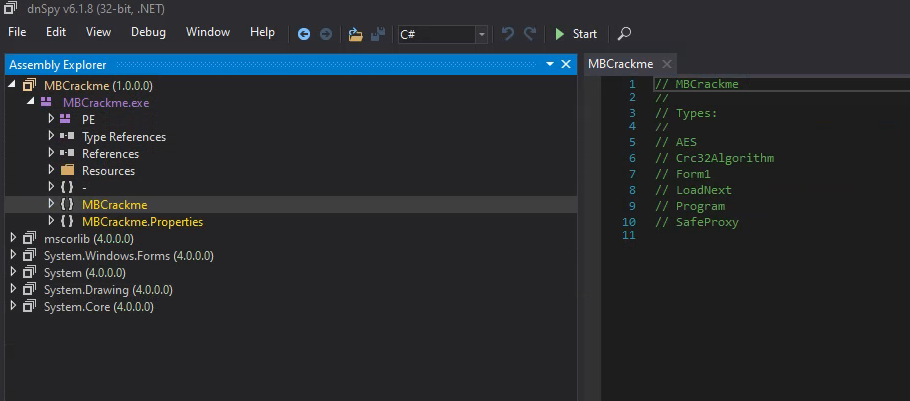 dnSpy v6.1.8 (32-bit, .NET)
File Edit View Debug Window Help C# Start
Assembly Explorer
MBCrackme (1.0.0.0)
MBCrackme.exe
PE
Type References
References
Resources
{ } -
{ } MBCrackme
{ } MBCrackme.Properties
mscorlib (4.0.0.0)
System.Windows.Forms (4.0.0.0)
System (4.0.0.0)
System.Drawing (4.0.0.0)
System.Core (4.0.0.0)
MBCrackme
1 // MBCrackme
2 //
3 // Types:
4 //
5 // AES
6 // Crc32Algorithm
7 // Form1
8 // LoadNext
9 // Program
10 // SafeProxy
11